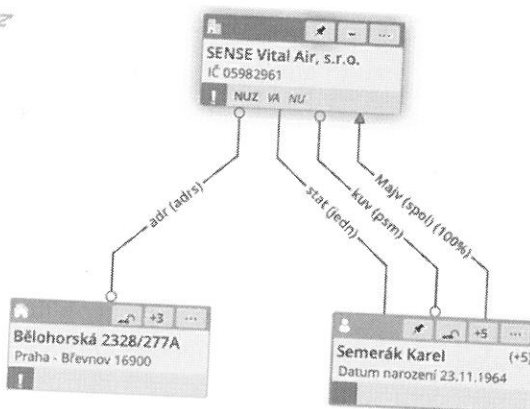 SENSE Vital Air, s.r.o.
IČ 05982961
! NUZ VA NU
adr (adrs)
stat (jedn)
kuv (psm)
Majv (spol) (100%)
+3 ...
Bělohorská 2328/277A
Praha - Břevnov 16900
!
+5 ...
Semerák Karel (+5)
Datum narození 23.11.1964